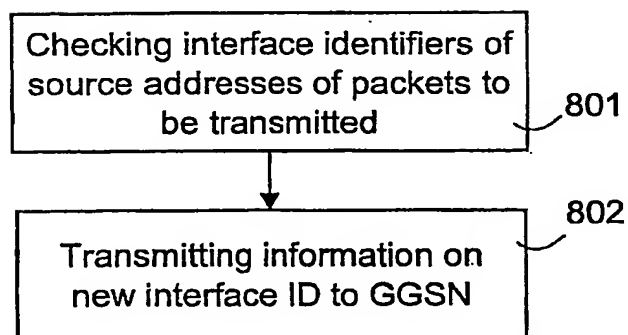 Checking interface identifiers of
source addresses of packets to
be transmitted
801
802
Transmitting information on
new interface ID to GGSN